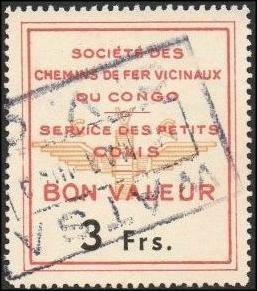 SOCIÉTÉ DES
CHEMINS DE FER VICINAUX
DU CONGO
SERVICE DES PETITS
COLIS
BON VALEUR
3 Frs.